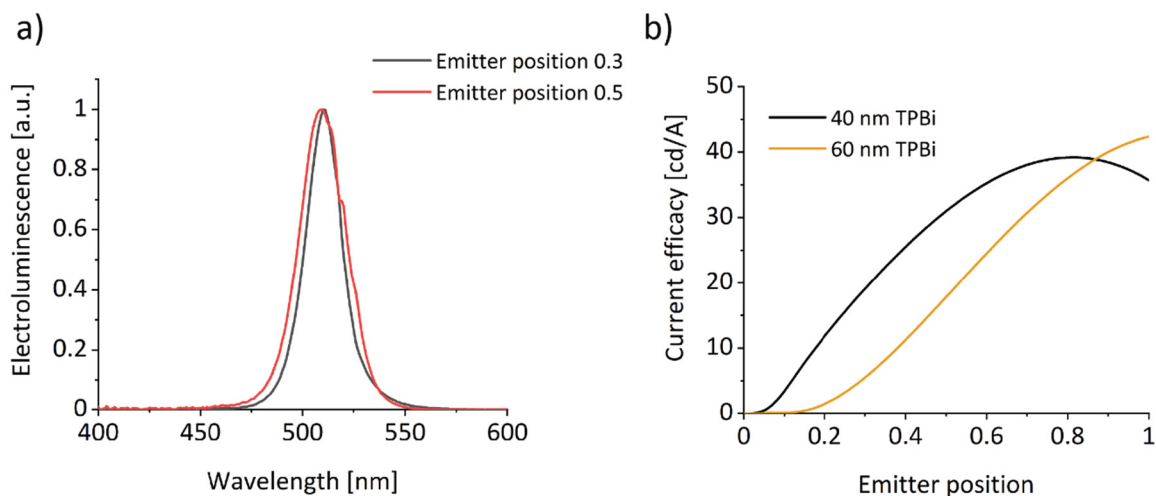 a)
Emitter position 0.3
Emitter position 0.5
Electroluminescence [a.u.]
1
0.8
0.6
0.4
0.2
0
400
450
500
550
600
Wavelength [nm]
b)
40 nm TPBi
60 nm TPBi
Current efficacy [cd/A]
50
40
30
20
10
0
0
0.2
0.4
0.6
0.8
1
Emitter position